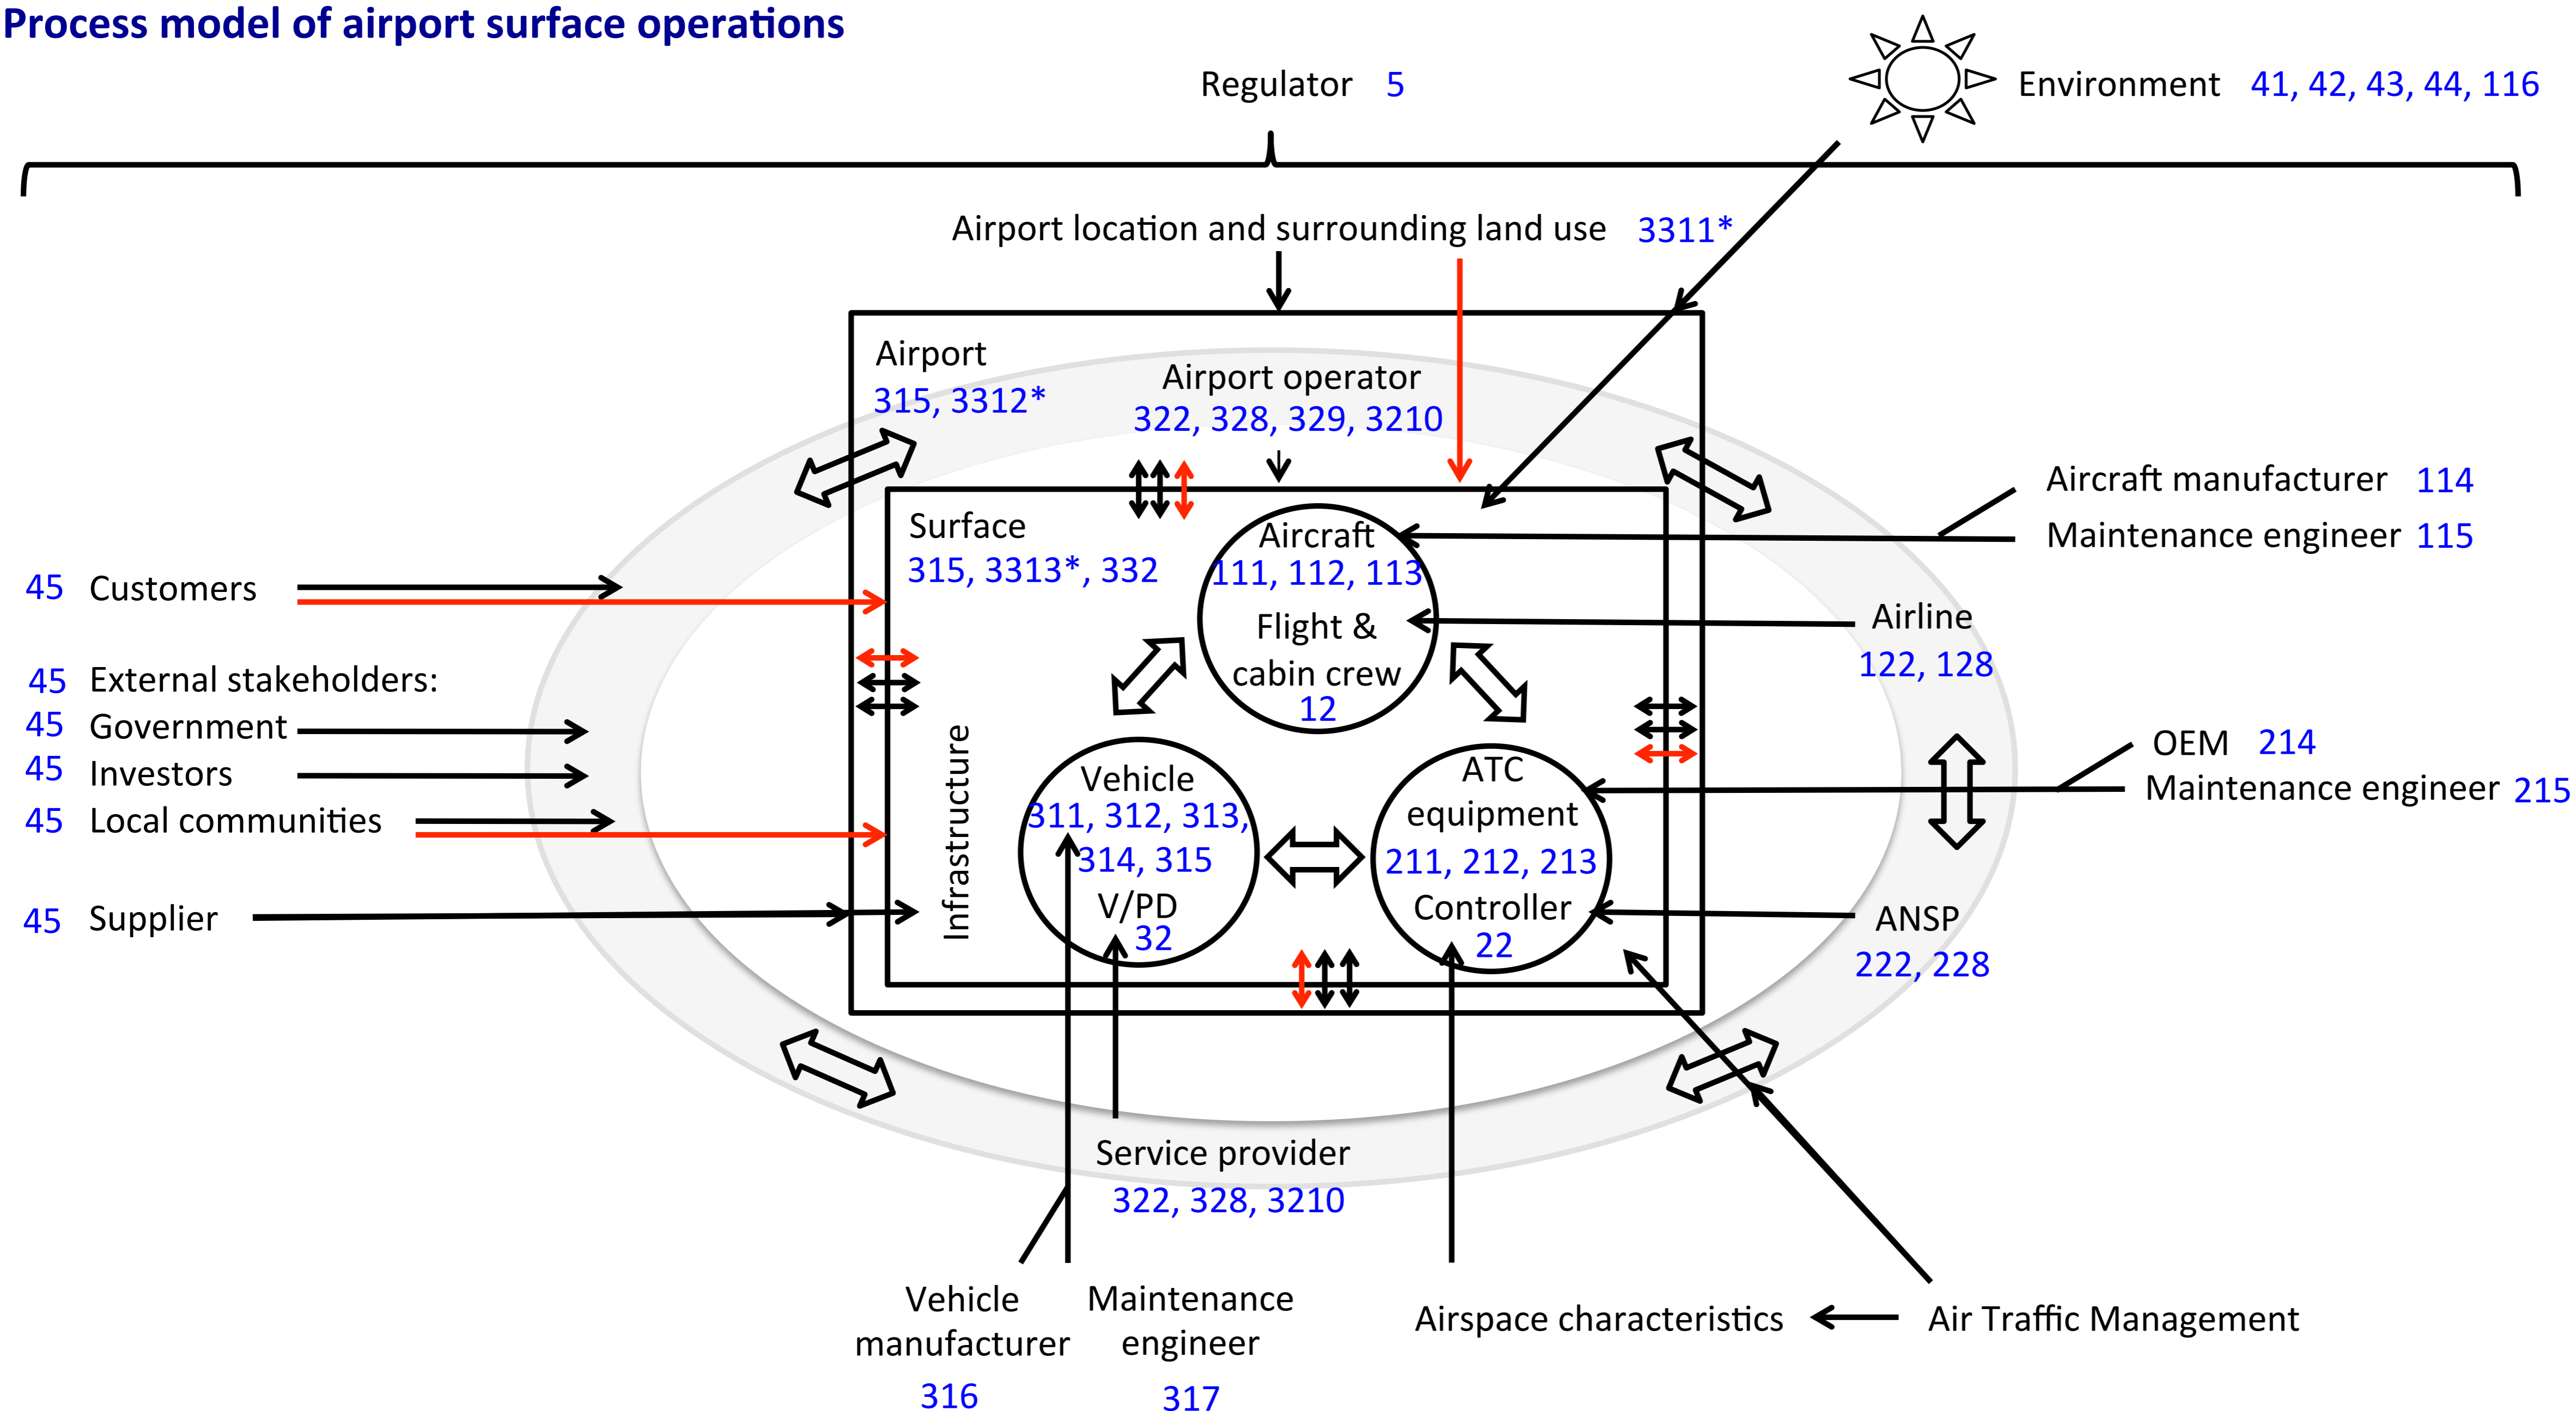 Process model of airport surface operations
Regulator 5
Environment 41, 42, 43, 44, 116
Airport location and surrounding land use 3311*
Airport
315, 3312*
Airport operator
322, 328, 329, 3210
Surface
315, 3313*, 332
Infrastructure
Aircraft
111, 112, 113
Flight &
cabin crew
12
Vehicle
311, 312, 313,
314, 315
V/PD
32
ATC
equipment
211, 212, 213
Controller
22
Aircraft manufacturer 114
Maintenance engineer 115
Airline
122, 128
OEM 214
Maintenance engineer 215
ANSP
222, 228
45 Customers
45 External stakeholders:
45 Government
45 Investors
45 Local communities
45 Supplier
Service provider
322, 328, 3210
Vehicle
manufacturer
316
Maintenance
engineer
317
Airspace characteristics
Air Traffic Management